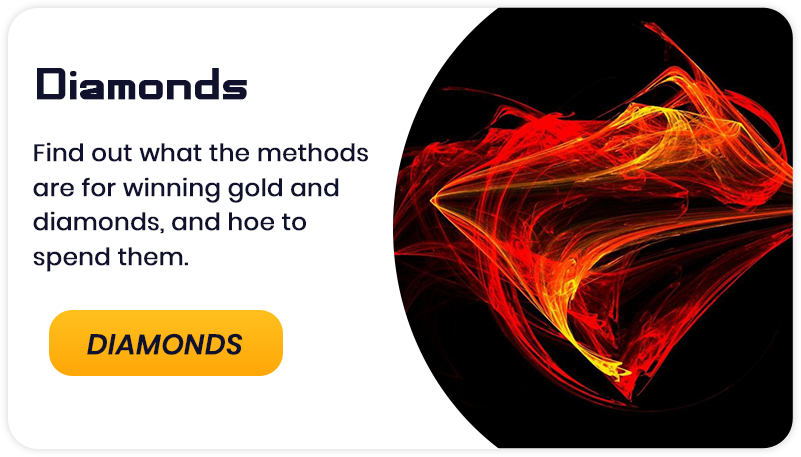 Diamonds
Find out what the methods
are for winning gold and
diamonds, and hoe to
spend them.
DIAMONDS